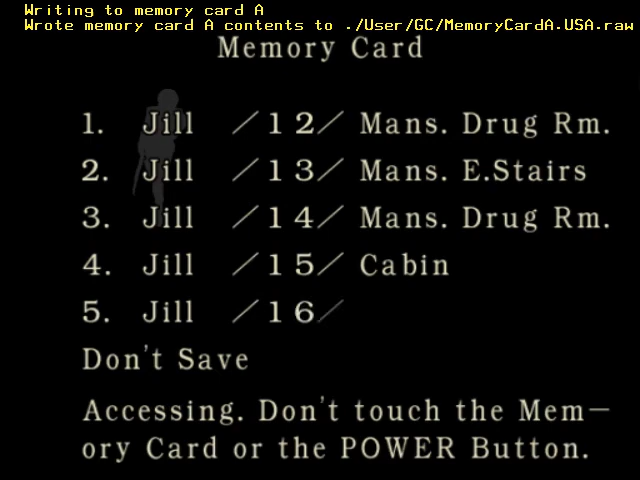 Writing to memory card A
Wrote memory card A contents to ./User/GC/MemoryCardA.USA.raw
Memory Card
1. Jill ／12／ Mans. Drug Rm.
2. Jill ／13／ Mans. E.Stairs
3. Jill ／14／ Mans. Drug Rm.
4. Jill ／15／ Cabin
5. Jill ／16／
Don't Save
Accessing. Don't touch the Mem—
ory Card or the POWER Button.